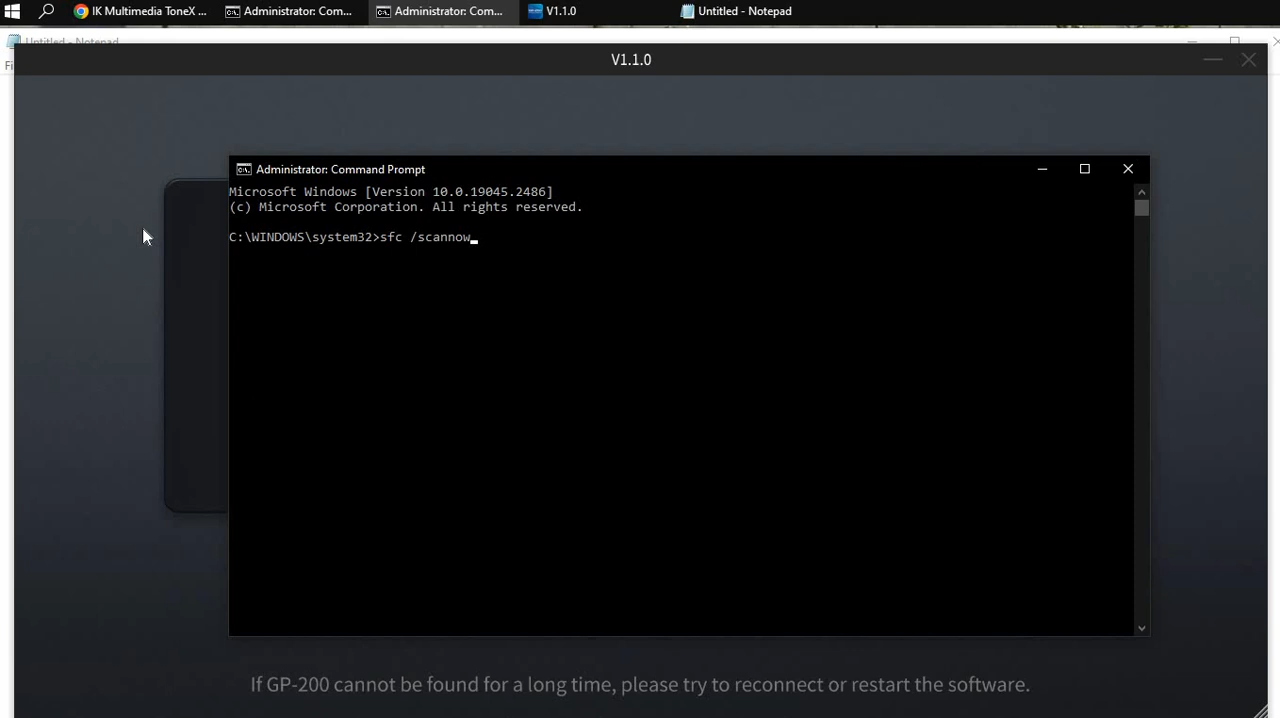 IK Multimedia ToneX ...
Administrator: Com...
Administrator: Com...
V1.1.0
Untitled - Notepad
Untitled - Notepad
Fi
V1.1.0
Administrator: Command Prompt
Microsoft Windows [Version 10.0.19045.2486]
(c) Microsoft Corporation. All rights reserved.
C:\WINDOWS\system32>sfc /scannow
If GP-200 cannot be found for a long time, please try to reconnect or restart the software.